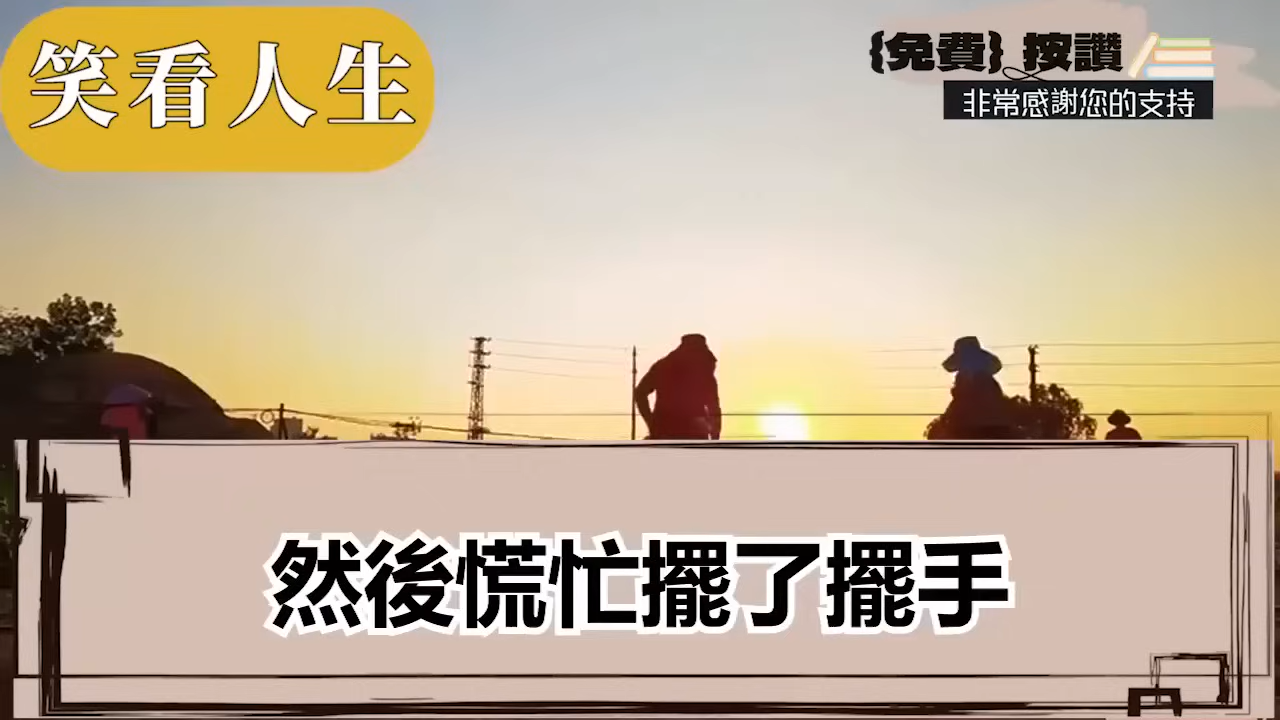 笑看人生
{免費} 按讚
非常感謝您的支持
然後慌忙擺了擺手